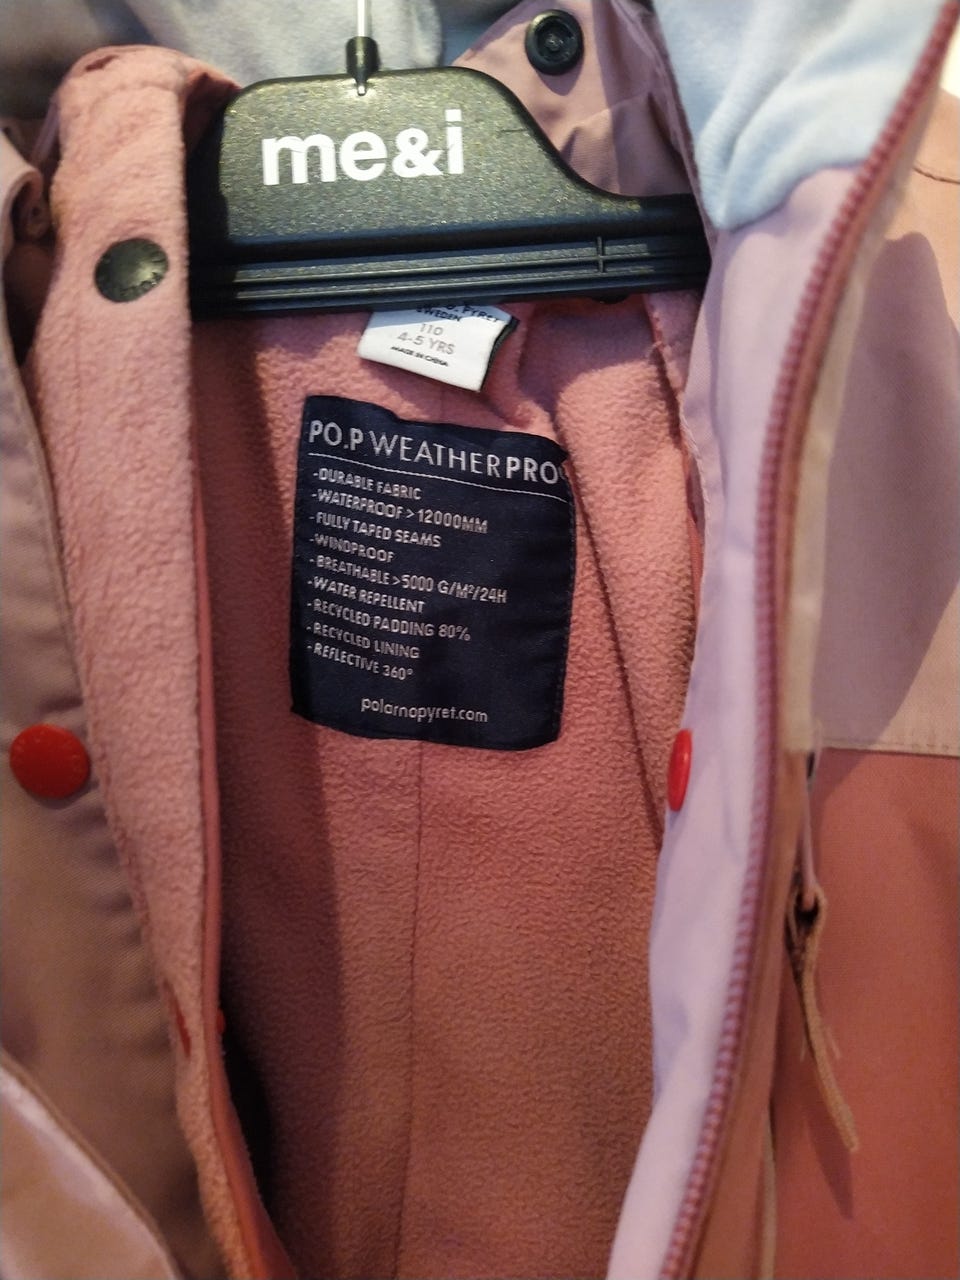 me&i
SWEDEN
110
4-5 YRS
MADE IN CHINA
PO.P WEATHERPRO
-DURABLE FABRIC
-WATERPROOF >12000MM
-FULLY TAPED SEAMS
-WINDPROOF
-BREATHABLE >5000 G/M²/24H
-WATER REPELLENT
-RECYCLED PADDING 80%
-RECYCLED LINING
-REFLECTIVE 360°
polarnopyret.com